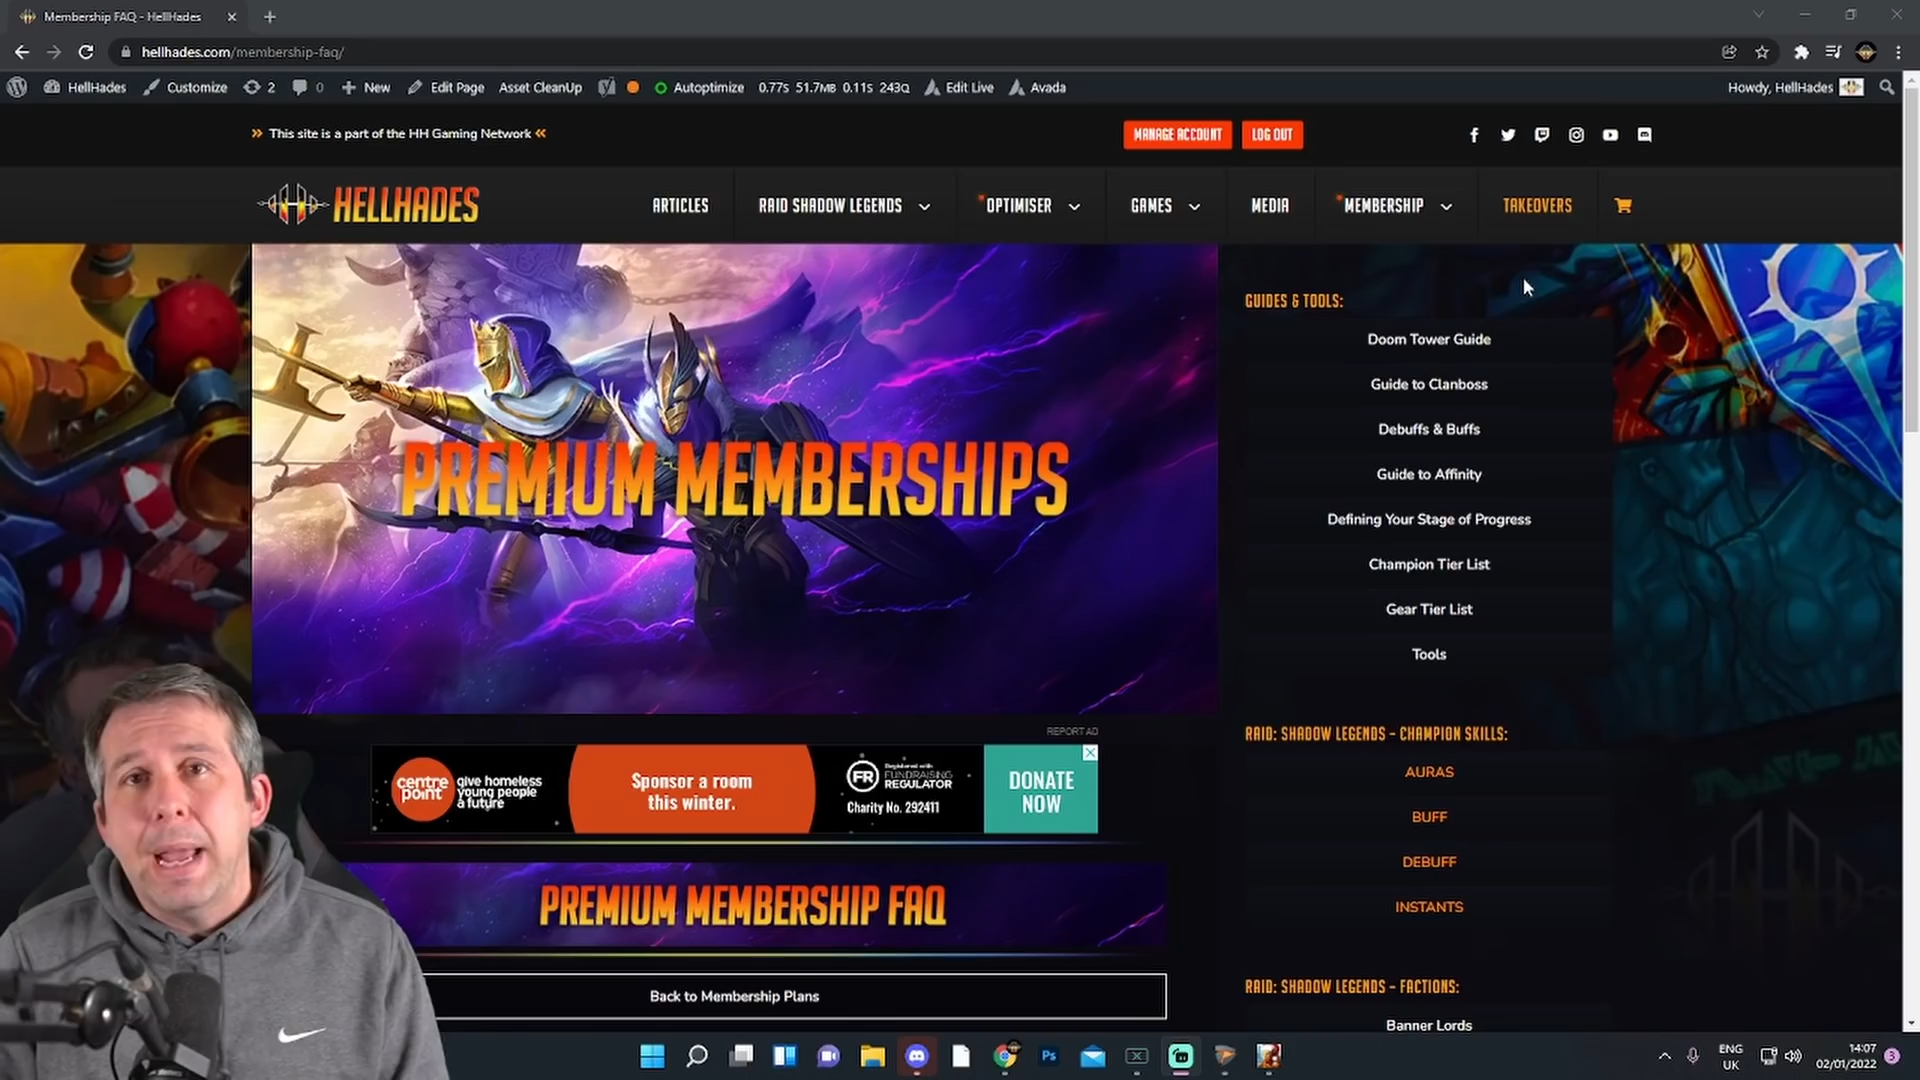 Membership FAQ - HellHades
hellhades.com/membership-faq/
HellHades
Customize
2
0
New
Edit Page
Asset CleanUp
Autoptimize
0.77S 51.7MB 0.11S 243Q
Edit Live
Avada
Howdy, HellHades
This site is a part of the HH Gaming Network
MANAGE ACCOUNT
LOG OUT
HELLHADES
ARTICLES
RAID SHADOW LEGENDS
OPTIMISER
GAMES
MEDIA
MEMBERSHIP
TAKEOVERS
PREMIUM MEMBERSHIPS
GUIDES & TOOLS:
Doom Tower Guide
Guide to Clanboss
Debuffs & Buffs
Guide to Affinity
Defining Your Stage of Progress
Champion Tier List
Gear Tier List
Tools
REPORT AD
centre
point
give homeless
young people
a future
Sponsor a room
this winter.
FR
Registered with
FUNDRAISING
REGULATOR
Charity No. 292411
DONATE
NOW
RAID: SHADOW LEGENDS - CHAMPION SKILLS:
AURAS
BUFF
DEBUFF
INSTANTS
PREMIUM MEMBERSHIP FAQ
Back to Membership Plans
RAID: SHADOW LEGENDS - FACTIONS:
Banner Lords
Ps
ENG
UK
14:07
02/01/2022
3